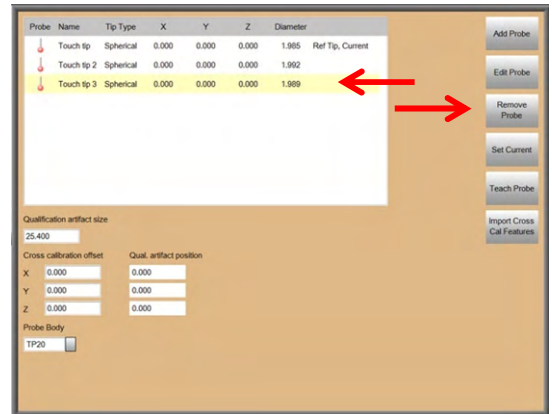 Probe Name Tip Type X Y Z Diameter
Touch tip Spherical 0.000 0.000 0.000 1.985 Ref Tip, Current
Touch tip 2 Spherical 0.000 0.000 0.000 1.992
Touch tip 3 Spherical 0.000 0.000 0.000 1.989
Add Probe
Edit Probe
Remove
Probe
Set Current
Teach Probe
Import Cross
Cal Features
Qualification artifact size
25.400
Cross calibration offset Qual. artifact position
X 0.000 0.000
Y 0.000 0.000
Z 0.000 0.000
Probe Body
TP20